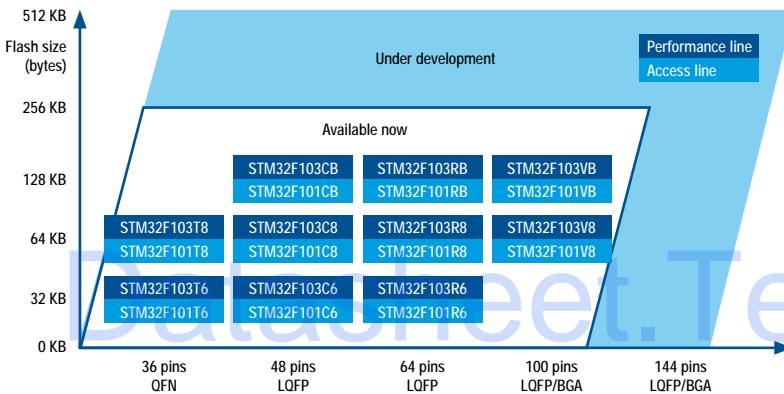 512 KB
Flash size
(bytes)
Under development
Performance line
Access line
256 KB
Available now
128 KB
STM32F103CB
STM32F103RB
STM32F103VB
STM32F101CB
STM32F101RB
STM32F101VB
64 KB
STM32F103T8
STM32F103C8
STM32F103R8
STM32F103V8
STM32F101T8
STM32F101C8
STM32F101R8
STM32F101V8
32 KB
STM32F103T6
STM32F103C6
STM32F103R6
STM32F101T6
STM32F101C6
STM32F101R6
Datasheet.Te
0 KB
36 pins
QFN
48 pins
LQFP
64 pins
LQFP
100 pins
LQFP/BGA
144 pins
LQFP/BGA